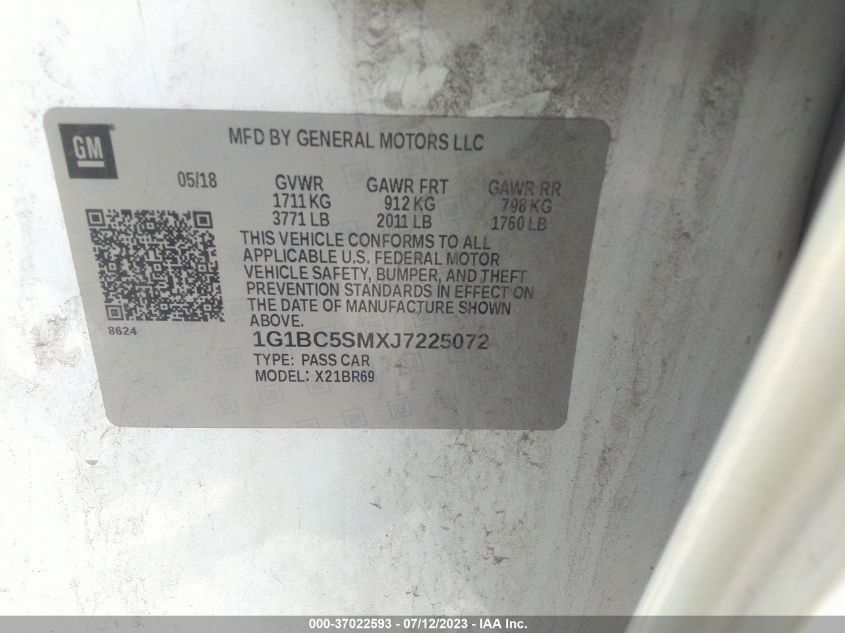 GM
MFD BY GENERAL MOTORS LLC
05/18 GVWR GAWR FRT GAWR RR
1711 KG 912 KG 798 KG
3771 LB 2011 LB 1760 LB
THIS VEHICLE CONFORMS TO ALL
APPLICABLE U.S. FEDERAL MOTOR
VEHICLE SAFETY, BUMPER, AND THEFT
PREVENTION STANDARDS IN EFFECT ON
THE DATE OF MANUFACTURE SHOWN
ABOVE.
8624
1G1BC5SMXJ7225072
TYPE: PASS CAR
MODEL: X21BR69
000-37022593 - 07/12/2023 - IAA Inc.